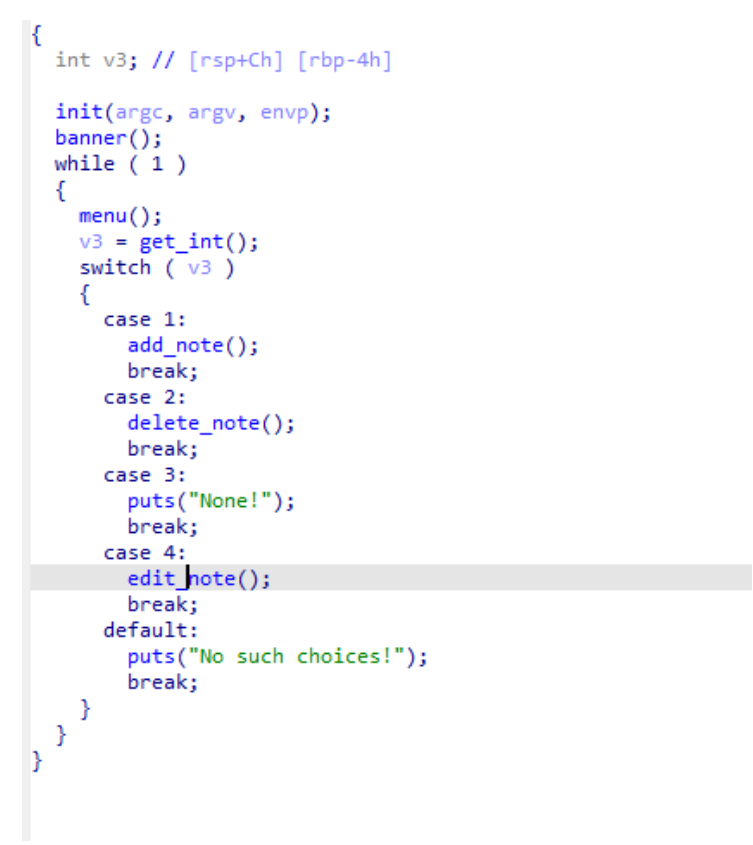 {
  int v3; // [rsp+Ch] [rbp-4h]
  init(argc, argv, envp);
  banner();
  while ( 1 )
  {
    menu();
    v3 = get_int();
    switch ( v3 )
    {
      case 1:
        add_note();
        break;
      case 2:
        delete_note();
        break;
      case 3:
        puts("None!");
        break;
      case 4:
        edit_note();
        break;
      default:
        puts("No such choices!");
        break;
    }
  }
}